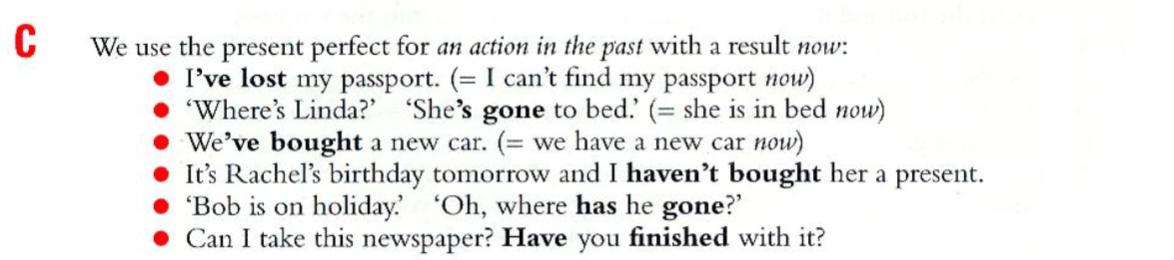 C We use the present perfect for an action in the past with a result now:
● I've lost my passport. (= I can't find my passport now)
● 'Where's Linda?' 'She's gone to bed.' (= she is in bed now)
● We've bought a new car. (= we have a new car now)
● It's Rachel's birthday tomorrow and I haven't bought her a present.
● 'Bob is on holiday.' 'Oh, where has he gone?'
● Can I take this newspaper? Have you finished with it?